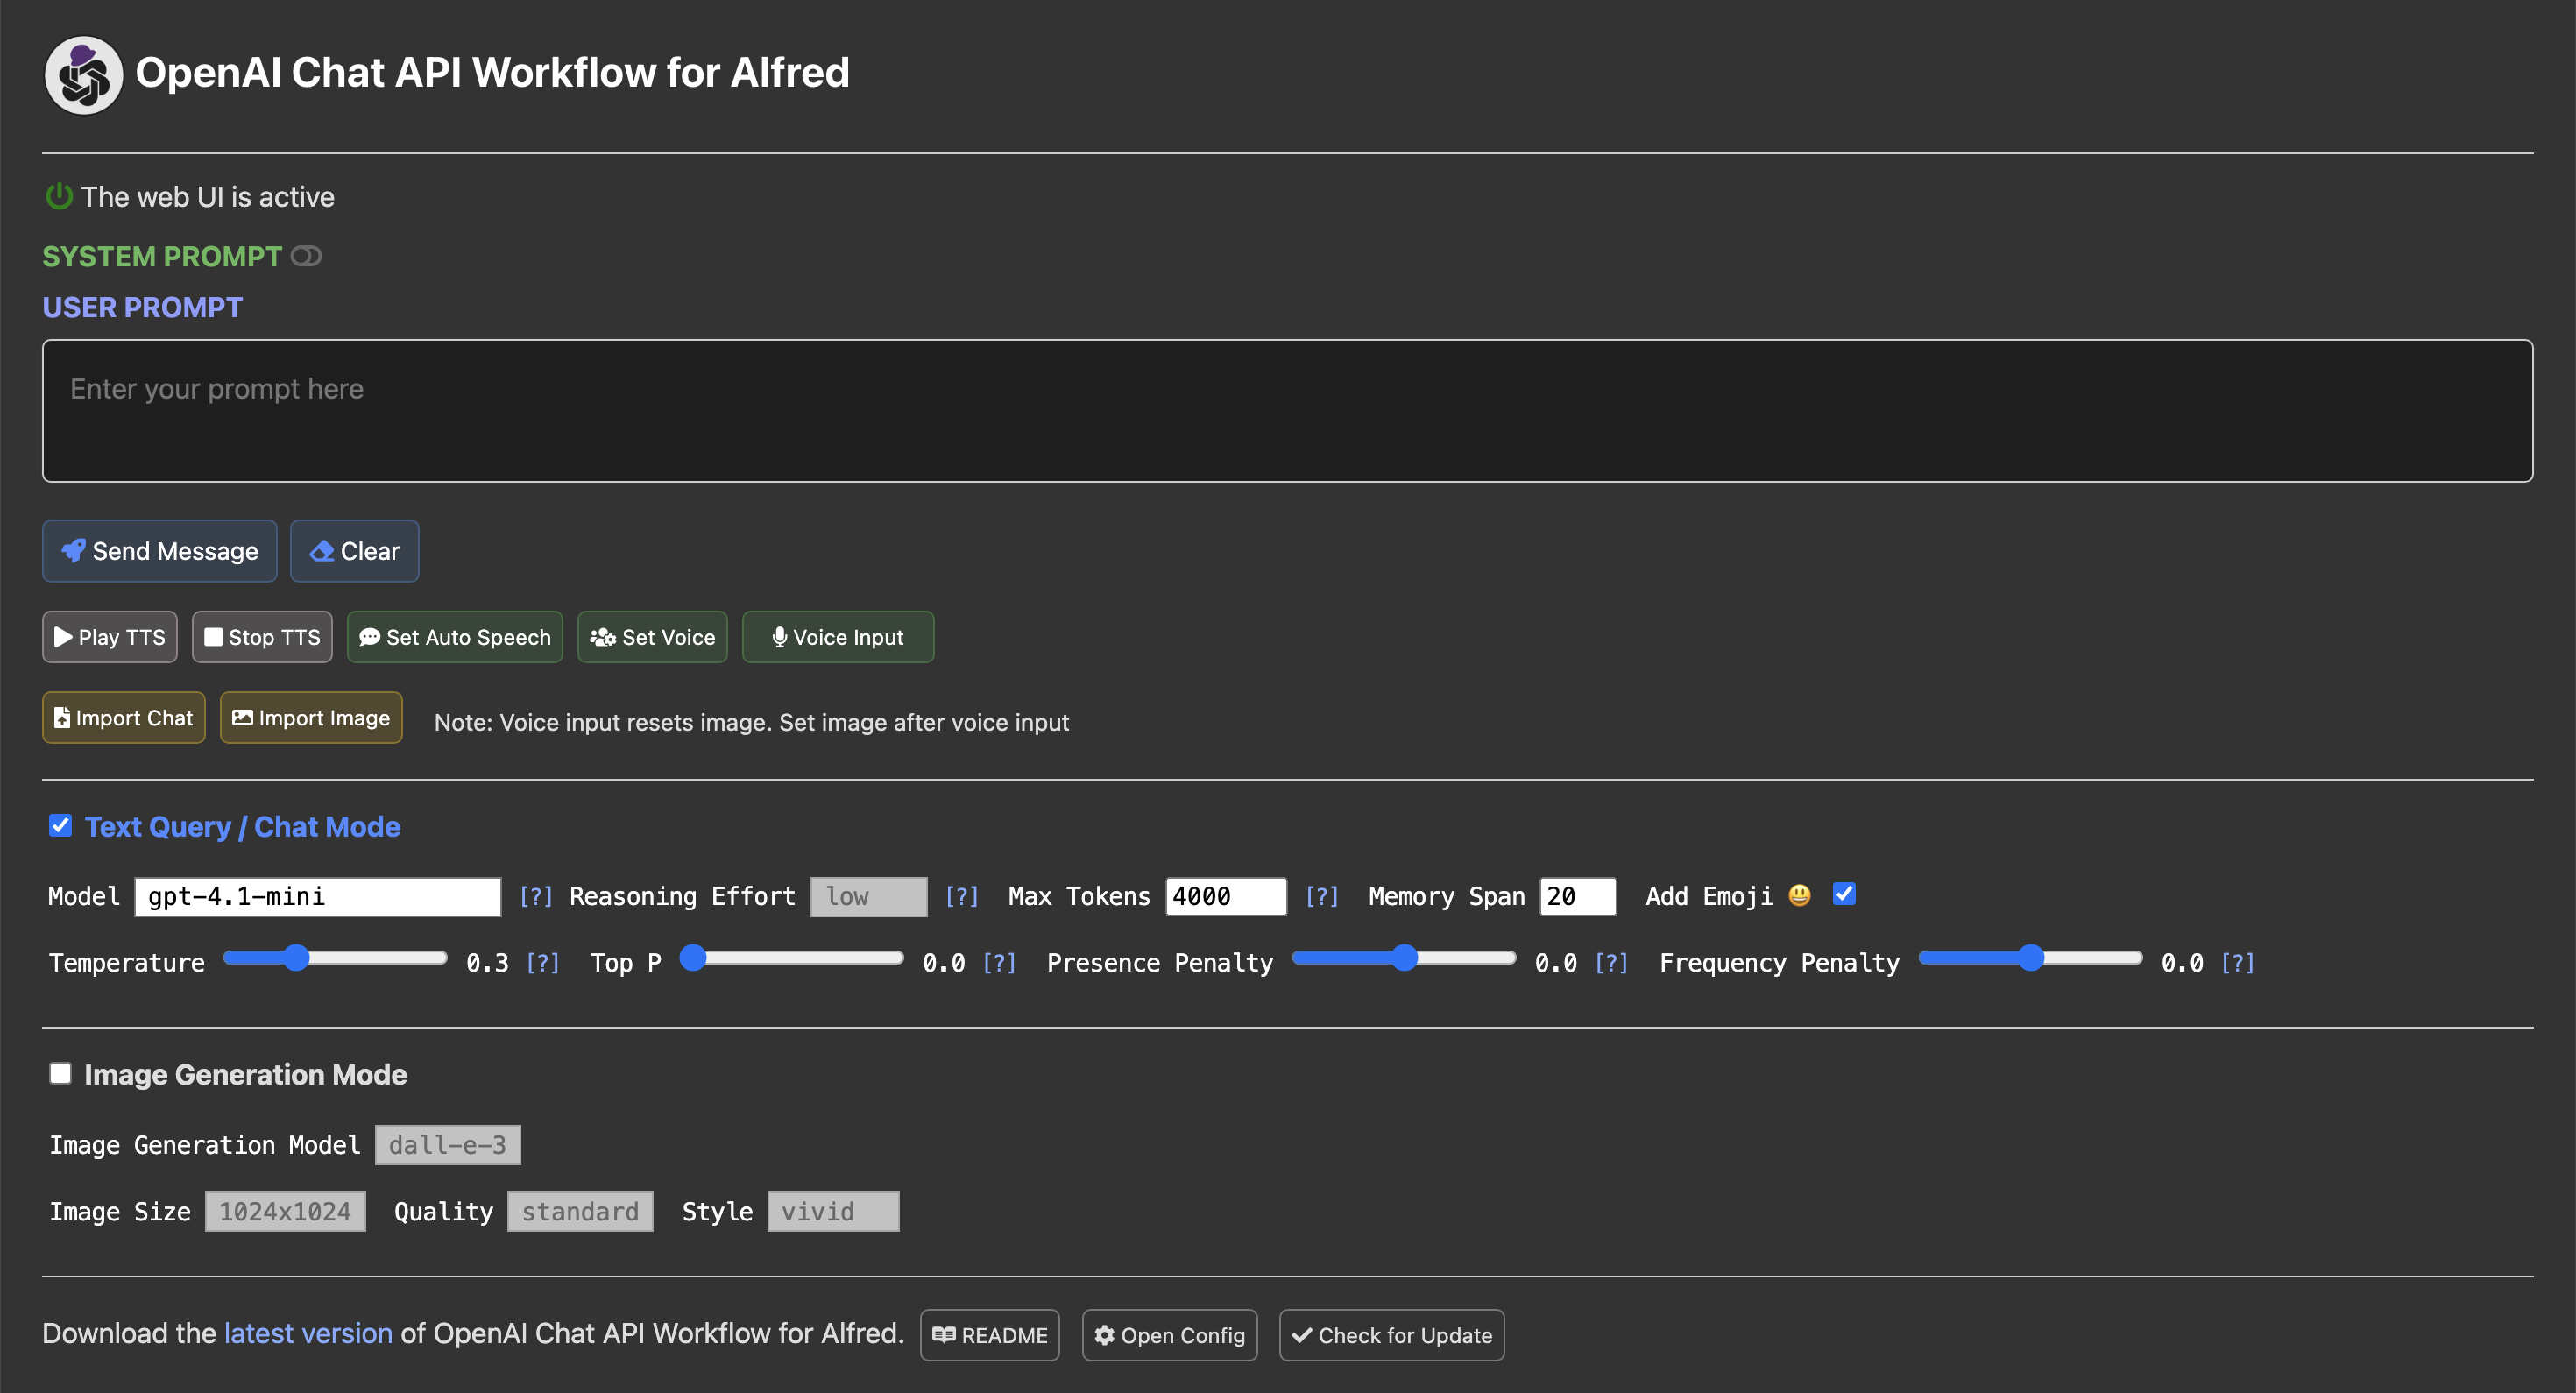 OpenAI Chat API Workflow for Alfred
The web UI is active
SYSTEM PROMPT
USER PROMPT
Enter your prompt here
Send Message Clear
Play TTS Stop TTS Set Auto Speech Set Voice Voice Input
Import Chat Import Image Note: Voice input resets image. Set image after voice input
Text Query / Chat Mode
Model gpt-4.1-mini [?] Reasoning Effort low [?] Max Tokens 4000 [?] Memory Span 20 Add Emoji 😃
Temperature 0.3 [?] Top P 0.0 [?] Presence Penalty 0.0 [?] Frequency Penalty 0.0 [?]
Image Generation Mode
Image Generation Model dall-e-3
Image Size 1024x1024 Quality standard Style vivid
Download the latest version of OpenAI Chat API Workflow for Alfred. README Open Config Check for Update